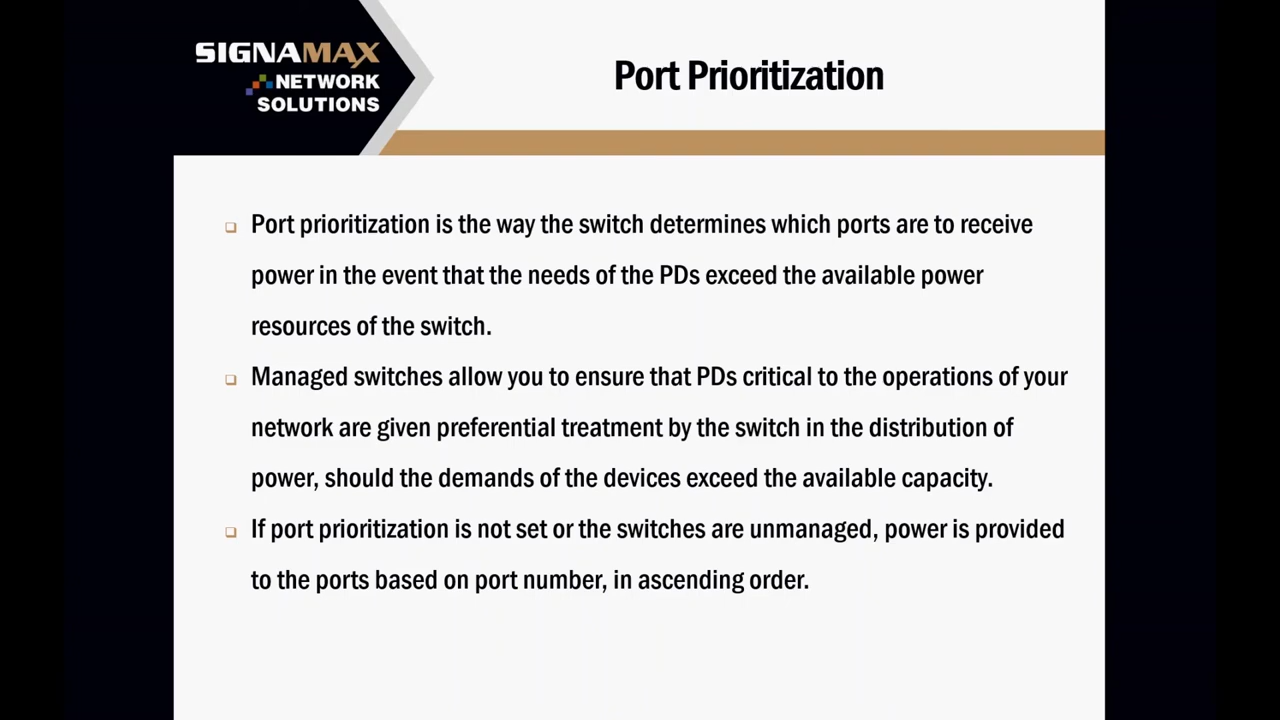 SIGNAMAX
NETWORK
SOLUTIONS
Port Prioritization
❑ Port prioritization is the way the switch determines which ports are to receive
power in the event that the needs of the PDs exceed the available power
resources of the switch.
❑ Managed switches allow you to ensure that PDs critical to the operations of your
network are given preferential treatment by the switch in the distribution of
power, should the demands of the devices exceed the available capacity.
❑ If port prioritization is not set or the switches are unmanaged, power is provided
to the ports based on port number, in ascending order.